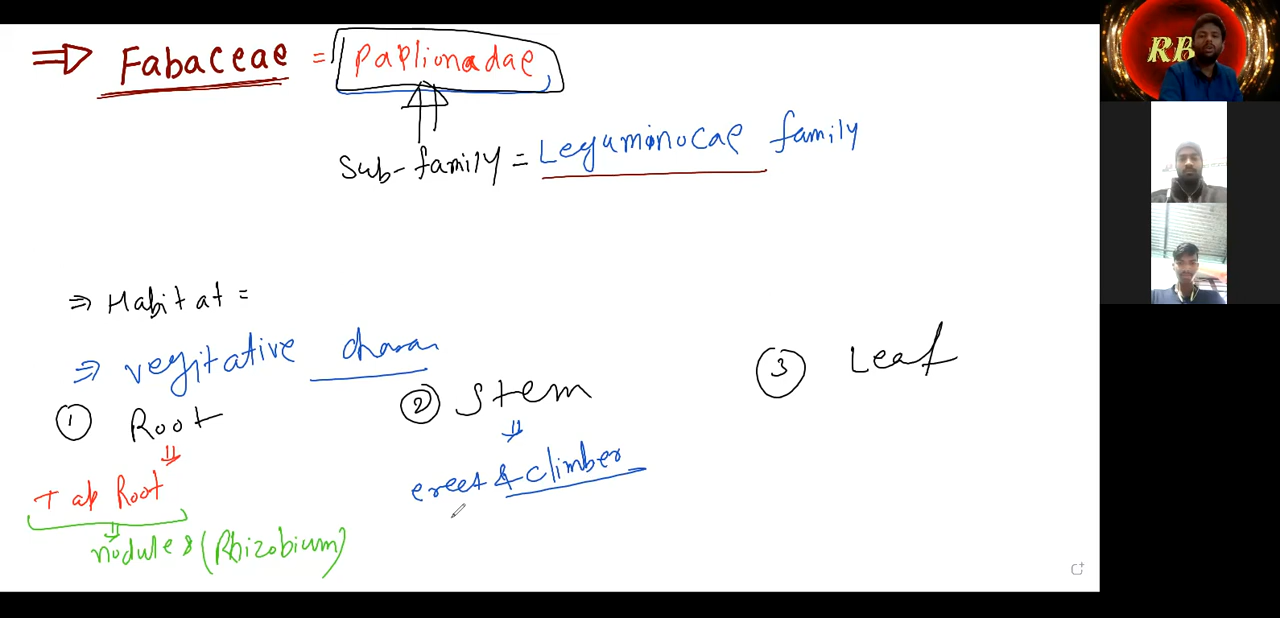 ⇒ Fabaceae = Paplionadae
Sub-family = Leguminocae family
⇒ Habitat =
⇒ vegitative charan
① Root
② Stem
③ Leaf
Tap Root
erect & climber
nodules (Rhizobium)
RB